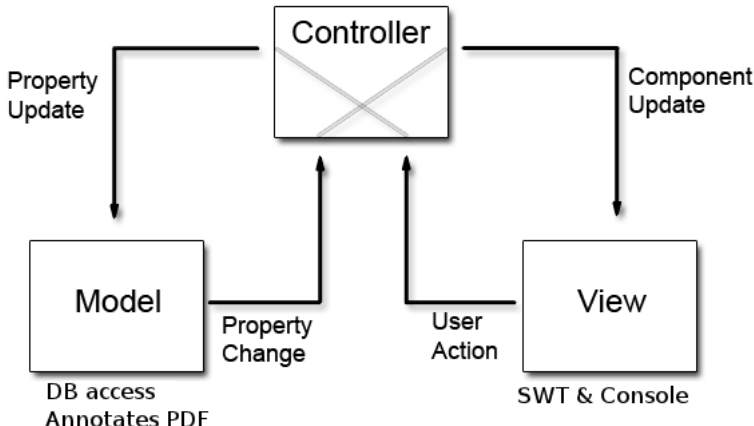 Controller
Property
Update
Component
Update
Model
View
Property
Change
User
Action
DB access
Annotates PDF
SWT & Console